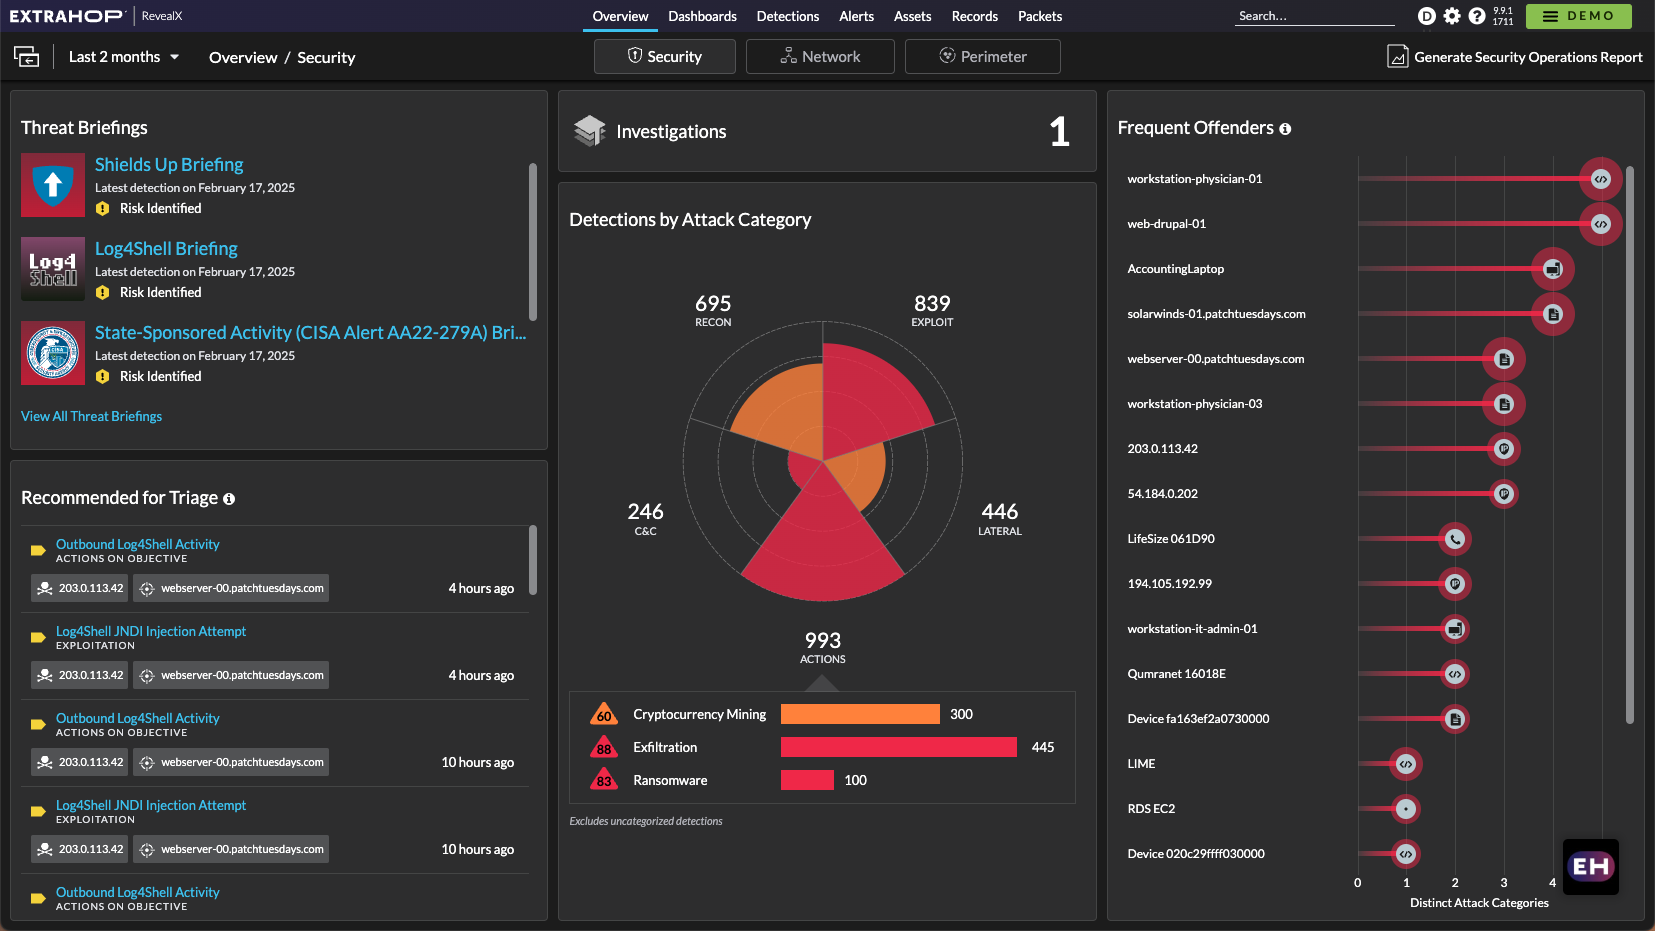 EXTRAHOP RevealX
Overview Dashboards Detections Alerts Assets Records Packets
Search...
D
?
9.9.1
1711
DEMO
Last 2 months
Overview / Security
Security
Network
Perimeter
Generate Security Operations Report
Threat Briefings
Shields Up Briefing
Latest detection on February 17, 2025
Risk Identified
Log4
Shell
Log4Shell Briefing
Latest detection on February 17, 2025
Risk Identified
State-Sponsored Activity (CISA Alert AA22-279A) Bri...
Latest detection on February 17, 2025
Risk Identified
View All Threat Briefings
Recommended for Triage
Outbound Log4Shell Activity
ACTIONS ON OBJECTIVE
203.0.113.42 webserver-00.patchtuesdays.com 4 hours ago
Log4Shell JNDI Injection Attempt
EXPLOITATION
203.0.113.42 webserver-00.patchtuesdays.com 4 hours ago
Outbound Log4Shell Activity
ACTIONS ON OBJECTIVE
203.0.113.42 webserver-00.patchtuesdays.com 10 hours ago
Log4Shell JNDI Injection Attempt
EXPLOITATION
203.0.113.42 webserver-00.patchtuesdays.com 10 hours ago
Outbound Log4Shell Activity
ACTIONS ON OBJECTIVE
Investigations 1
Detections by Attack Category
695
RECON
839
EXPLOIT
246
C&C
446
LATERAL
993
ACTIONS
60 Cryptocurrency Mining 300
88 Exfiltration 445
83 Ransomware 100
Excludes uncategorized detections
Frequent Offenders
workstation-physician-01
web-drupal-01
AccountingLaptop
solarwinds-01.patchtuesdays.com
webserver-00.patchtuesdays.com
workstation-physician-03
203.0.113.42
54.184.0.202
LifeSize 061D90
194.105.192.99
workstation-it-admin-01
Qumranet 16018E
Device fa163ef2a0730000
LIME
RDS EC2
Device 020c29ffff030000
0 1 2 3 4
Distinct Attack Categories
EH